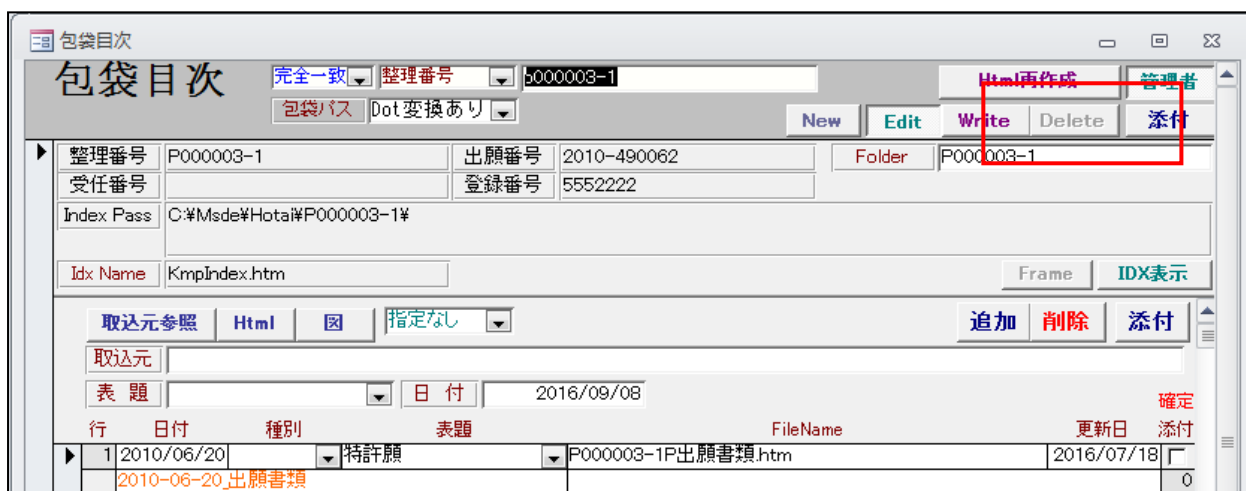 包袋目次
包袋目次 完全一致 整理番号 p000003-1 Html再作成 管理者
包袋パス Dot変換あり New Edit Write Delete 添付
整理番号 P000003-1 出願番号 2010-490062 Folder P000003-1
受任番号 登録番号 5552222
Index Pass C:¥Msde¥Hotai¥P000003-1¥
Idx Name KmpIndex.htm Frame IDX表示
取込元参照 Html 図 指定なし 追加 削除 添付
取込元
表 題 日 付 2016/09/08
確定
行 日付 種別 表題 FileName 更新日 添付
1 2010/06/20 特許願 P000003-1P出願書類.htm 2016/07/18
2010-06-20_出願書類 0